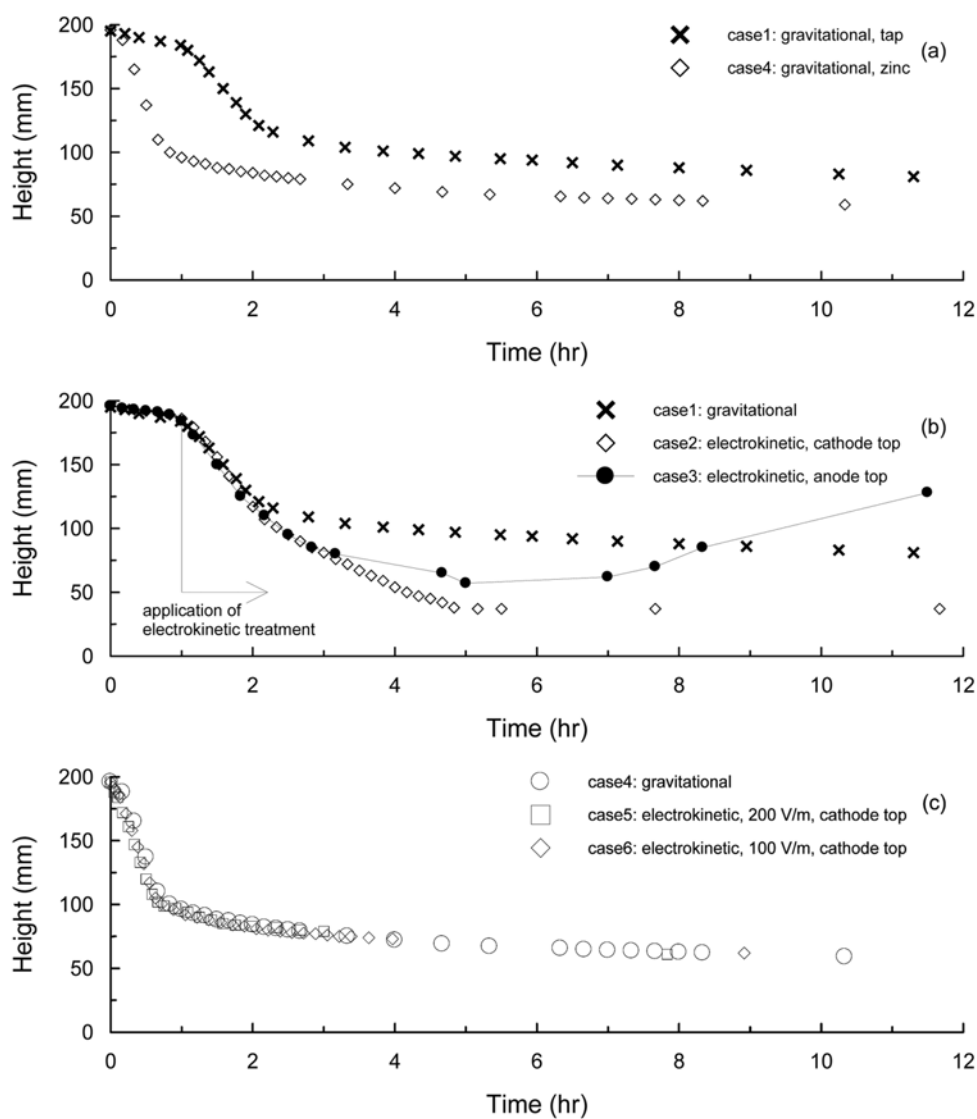 200
150
100
50
0
Height (mm)
case1: gravitational, tap
case4: gravitational, zinc
(a)
0 2 4 6 8 10 12
Time (hr)
200
150
100
50
0
Height (mm)
case1: gravitational
case2: electrokinetic, cathode top
case3: electrokinetic, anode top
(b)
application of
electrokinetic treatment
0 2 4 6 8 10 12
Time (hr)
200
150
100
50
0
Height (mm)
case4: gravitational
case5: electrokinetic, 200 V/m, cathode top
case6: electrokinetic, 100 V/m, cathode top
(c)
0 2 4 6 8 10 12
Time (hr)